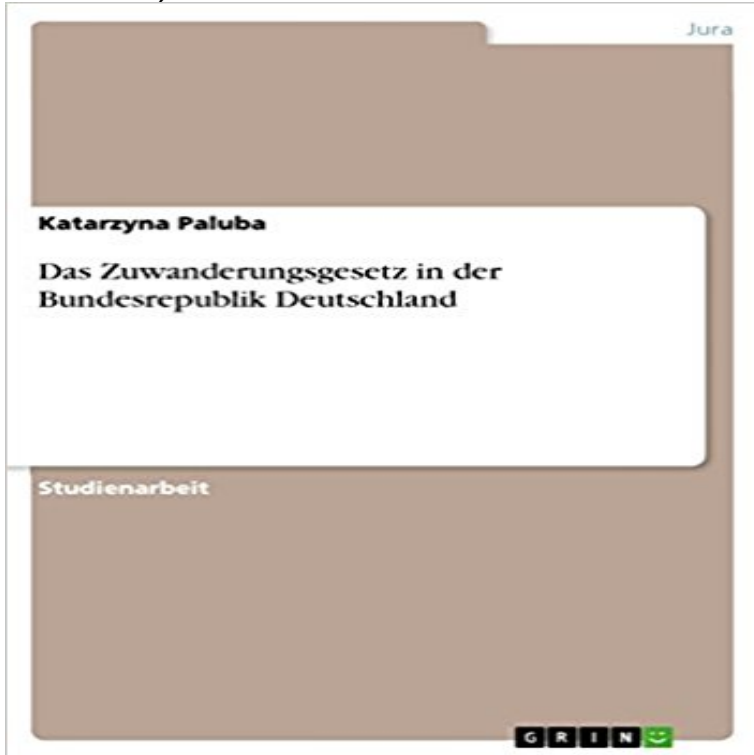 Jura
Katarzyna Paluba
Das Zuwanderungsgesetz in der
Bundesrepublik Deutschland
Studienarbeit
GRIN